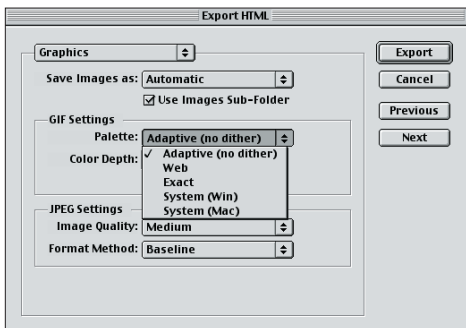 Export HTML
Graphics
Export
Save Images as: Automatic
Cancel
Use Images Sub-Folder
Previous
GIF Settings
Palette: Adaptive (no dither)
Next
Color Depth:
Adaptive (no dither)
Web
Exact
System (Win)
System (Mac)
JPEG Settings
Image Quality: Medium
Format Method: Baseline